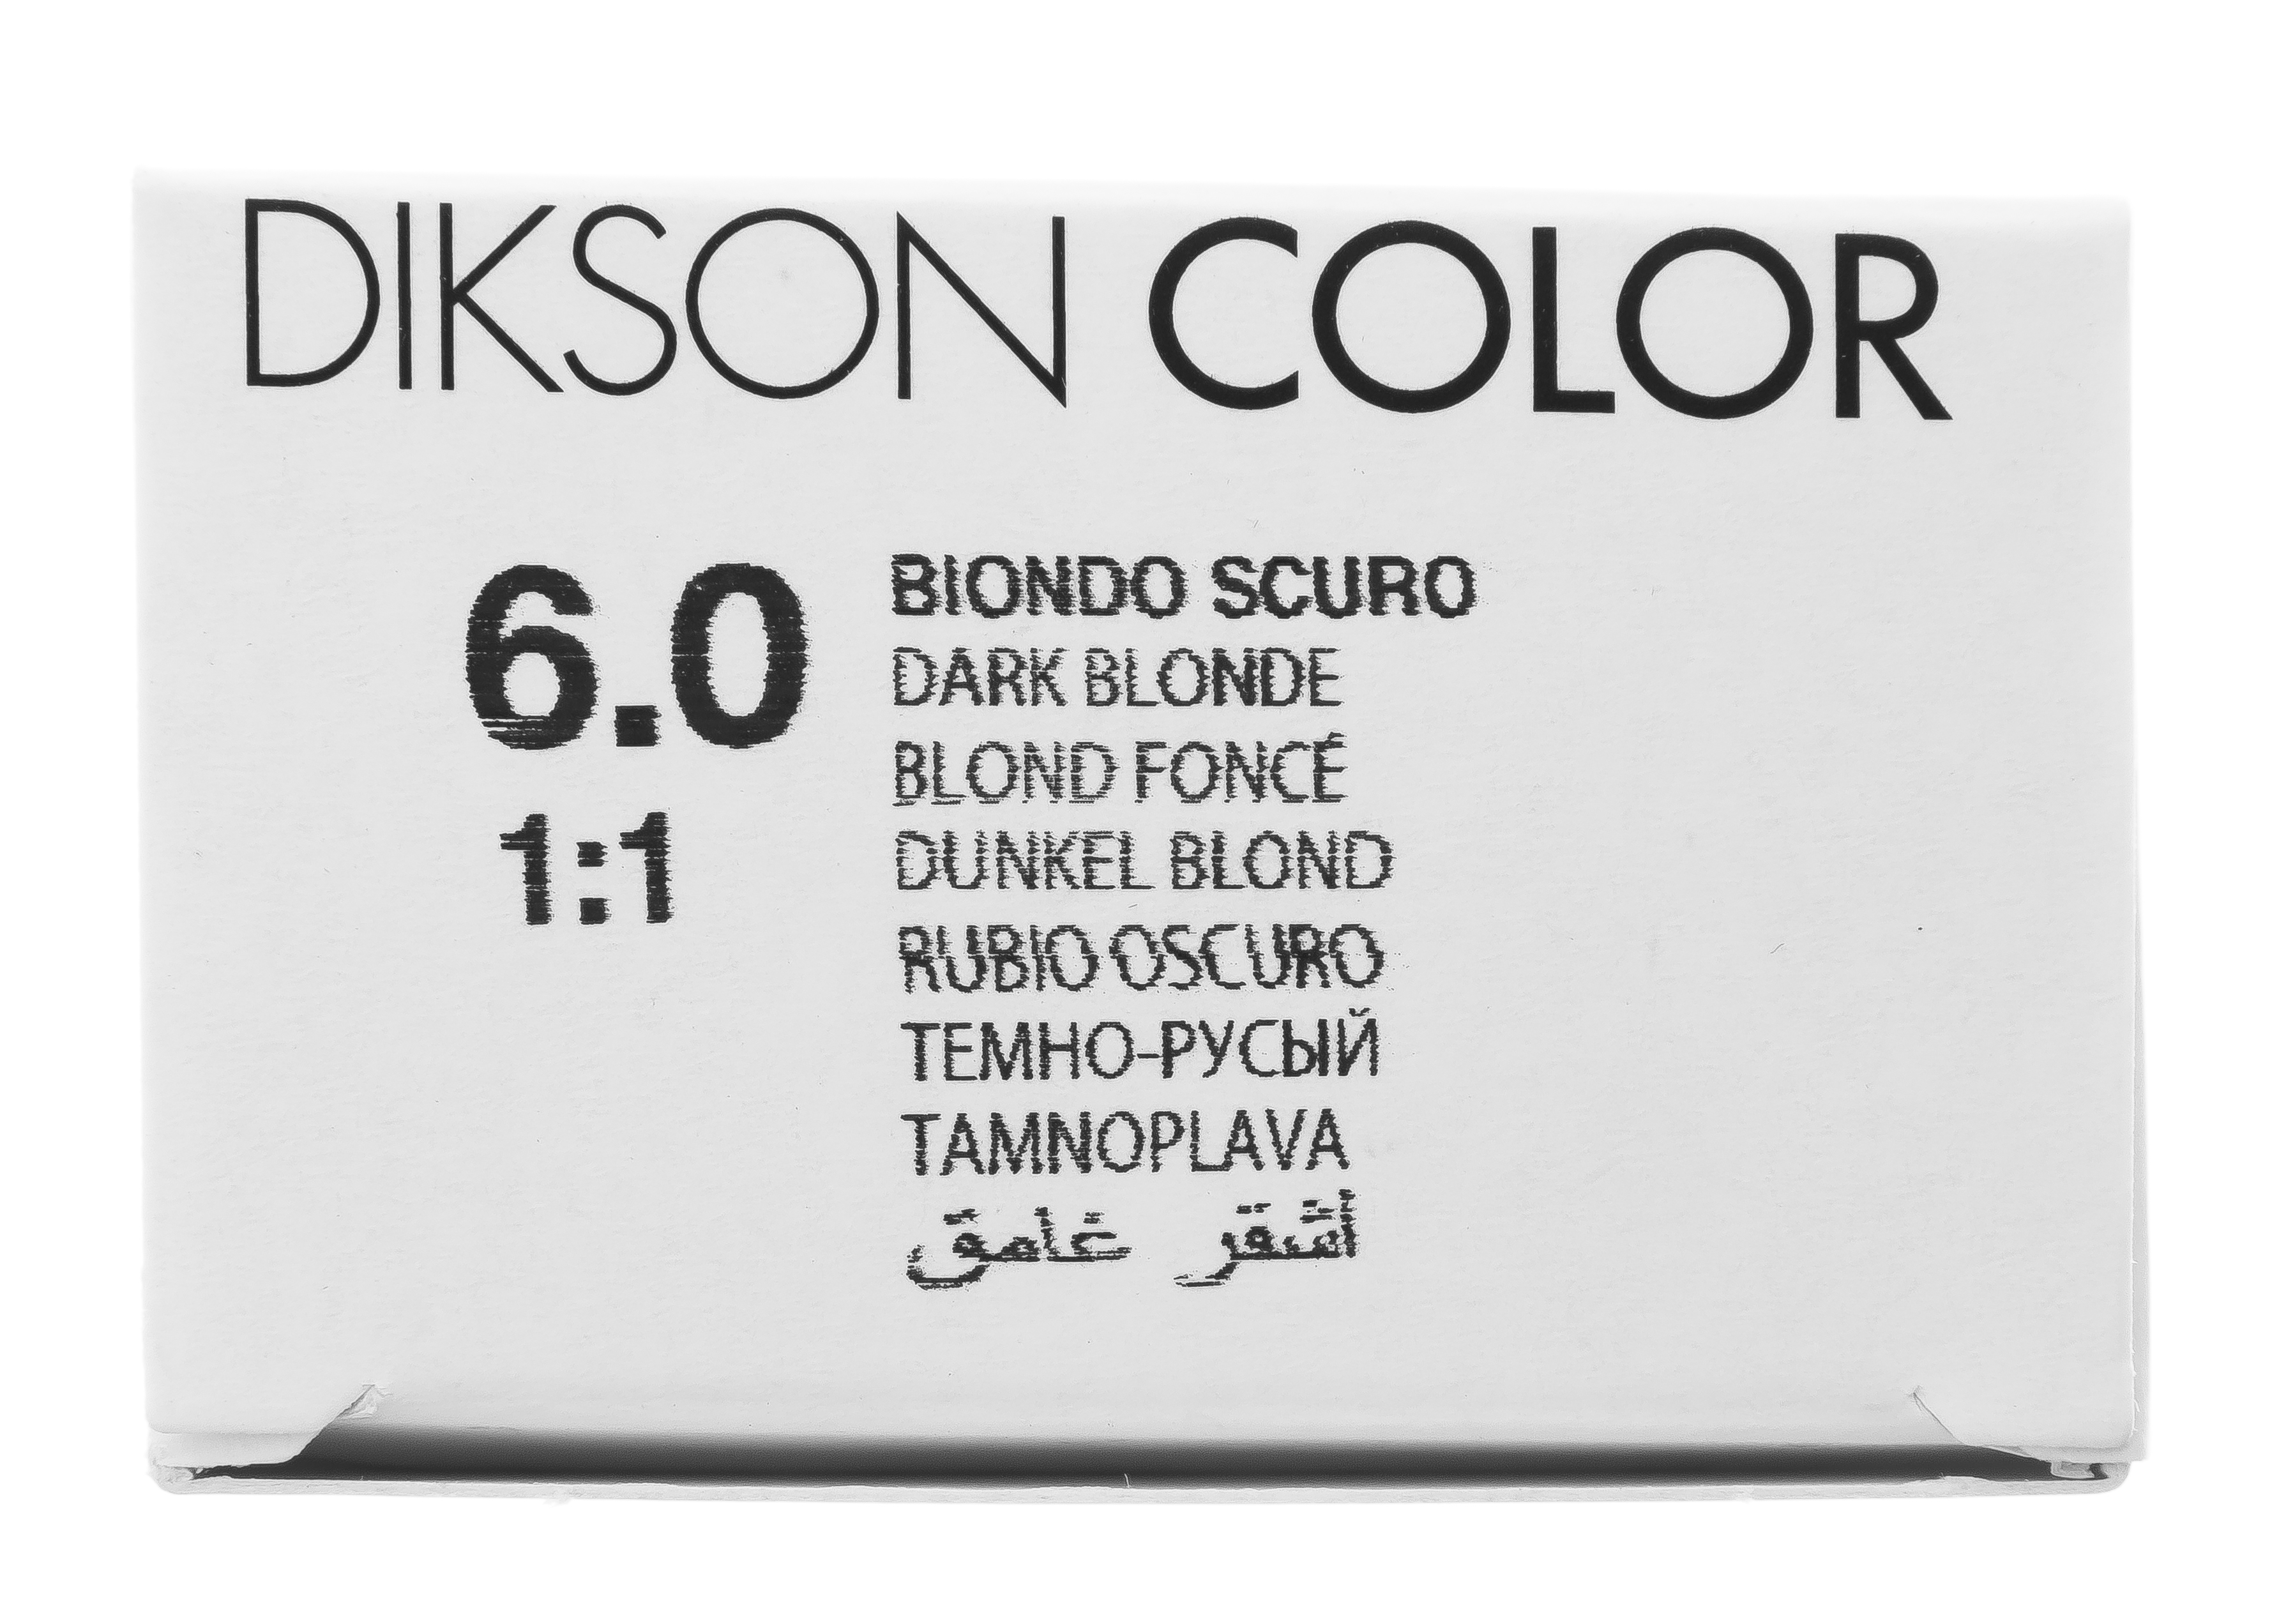 DIKSON COLOR
6.0
1:1
BIONDO SCURO
DARK BLONDE
BLOND FONCÉ
DUNKEL BLOND
RUBIO OSCURO
ТЕМНО-РУСЫЙ
TAMNOPLAVA
أشقر غامق